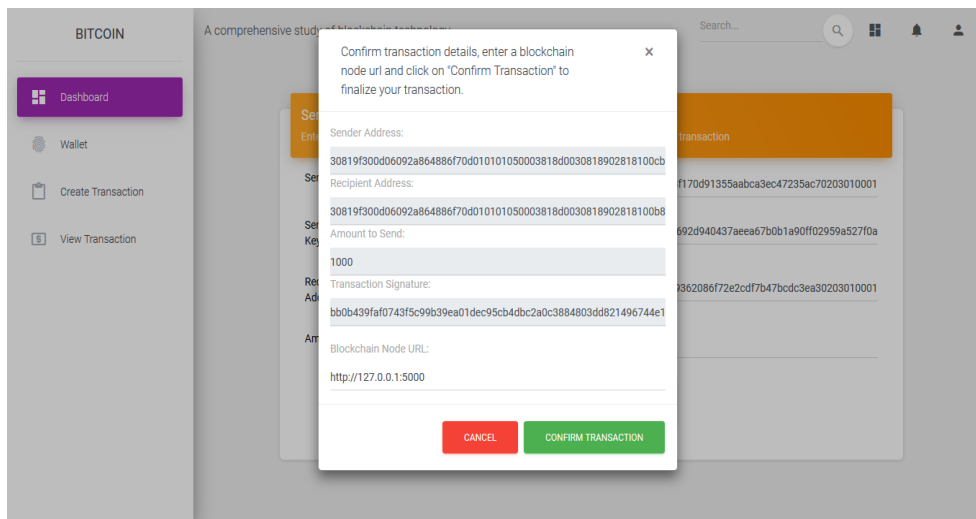 BITCOIN
A comprehensive study of blockchain technology
Search...
Dashboard
Wallet
Create Transaction
View Transaction
Confirm transaction details, enter a blockchain
node url and click on "Confirm Transaction" to
finalize your transaction.
×
Sender Address:
30819f300d06092a864886f70d010101050003818d0030818902818100cb
Recipient Address:
30819f300d06092a864886f70d010101050003818d0030818902818100b8
Amount to Send:
1000
Transaction Signature:
bb0b439faf0743f5c99b39ea01dec95cb4dbc2a0c3884803dd821496744e1
Blockchain Node URL:
http://127.0.0.1:5000
CANCEL
CONFIRM TRANSACTION
transaction
f170d91355aabca3ec47235ac70203010001
Key
692d940437aeea67b0b1a90ff02959a527f0a
9362086f72e2cdf7b47bcdc3ea30203010001